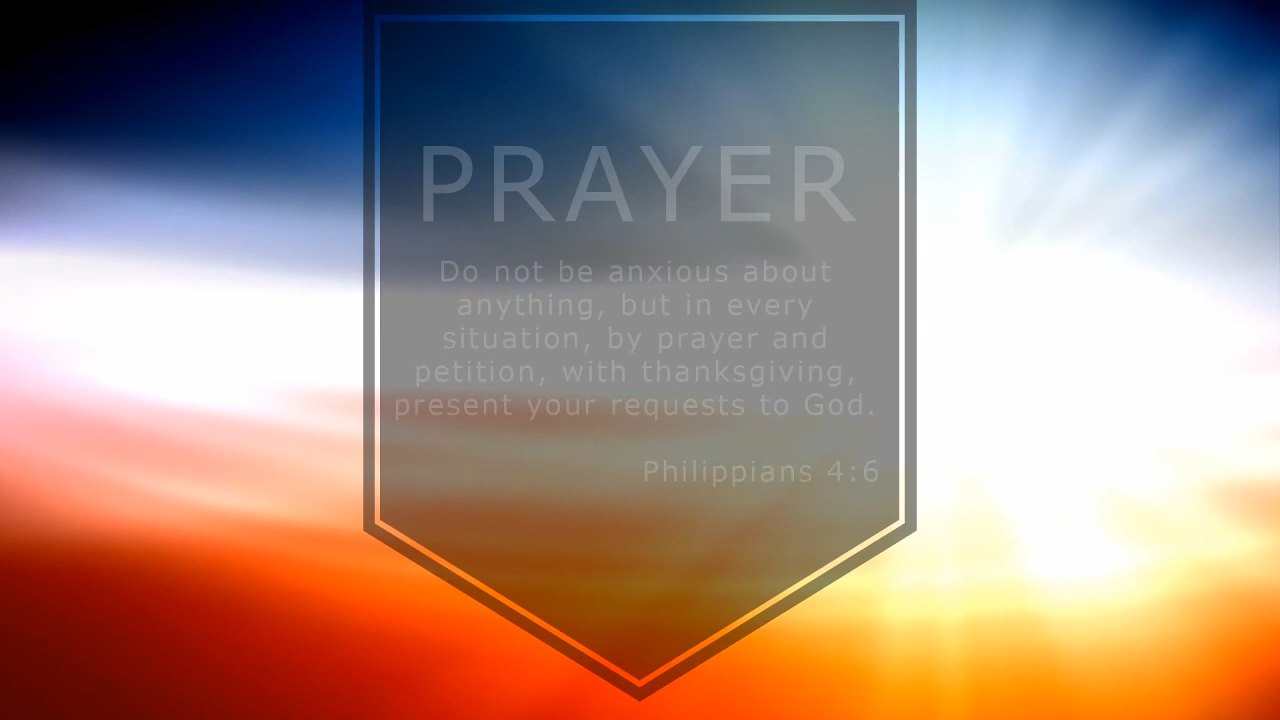 PRAYER
Do not be anxious about
anything, but in every
situation, by prayer and
petition, with thanksgiving,
present your requests to God.
Philippians 4:6